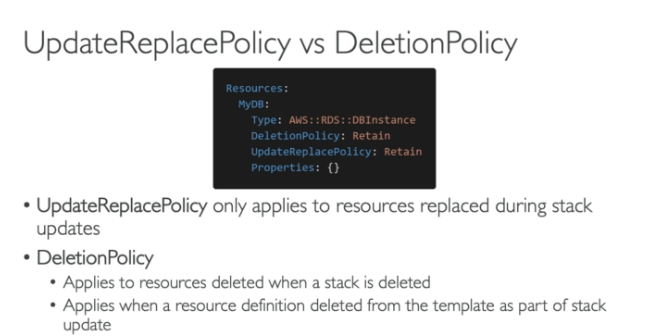 UpdateReplacePolicy vs DeletionPolicy
Resources:
MyDB:
Type: AWS::RDS::DBInstance
DeletionPolicy: Retain
UpdateReplacePolicy: Retain
Properties: {}
• UpdateReplacePolicy only applies to resources replaced during stack
updates
• DeletionPolicy
• Applies to resources deleted when a stack is deleted
• Applies when a resource definition deleted from the template as part of stack
update